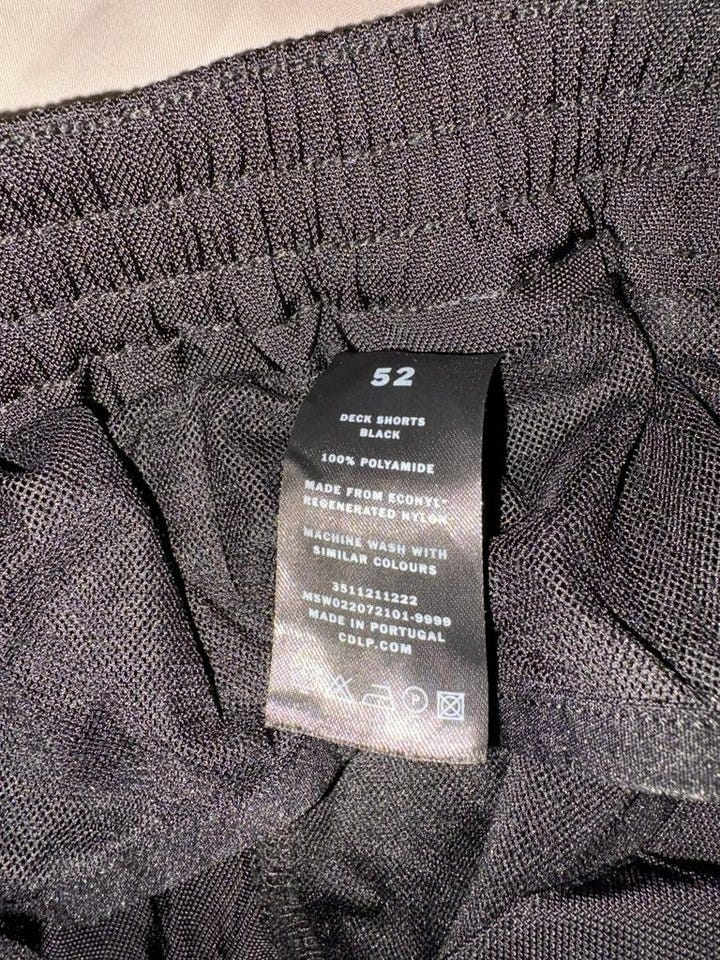 52
DECK SHORTS
BLACK
100% POLYAMIDE
MADE FROM ECONYL®
REGENERATED NYLON
MACHINE WASH WITH
SIMILAR COLOURS
3511211222
MSW022072101-9999
MADE IN PORTUGAL
CDLP.COM
P